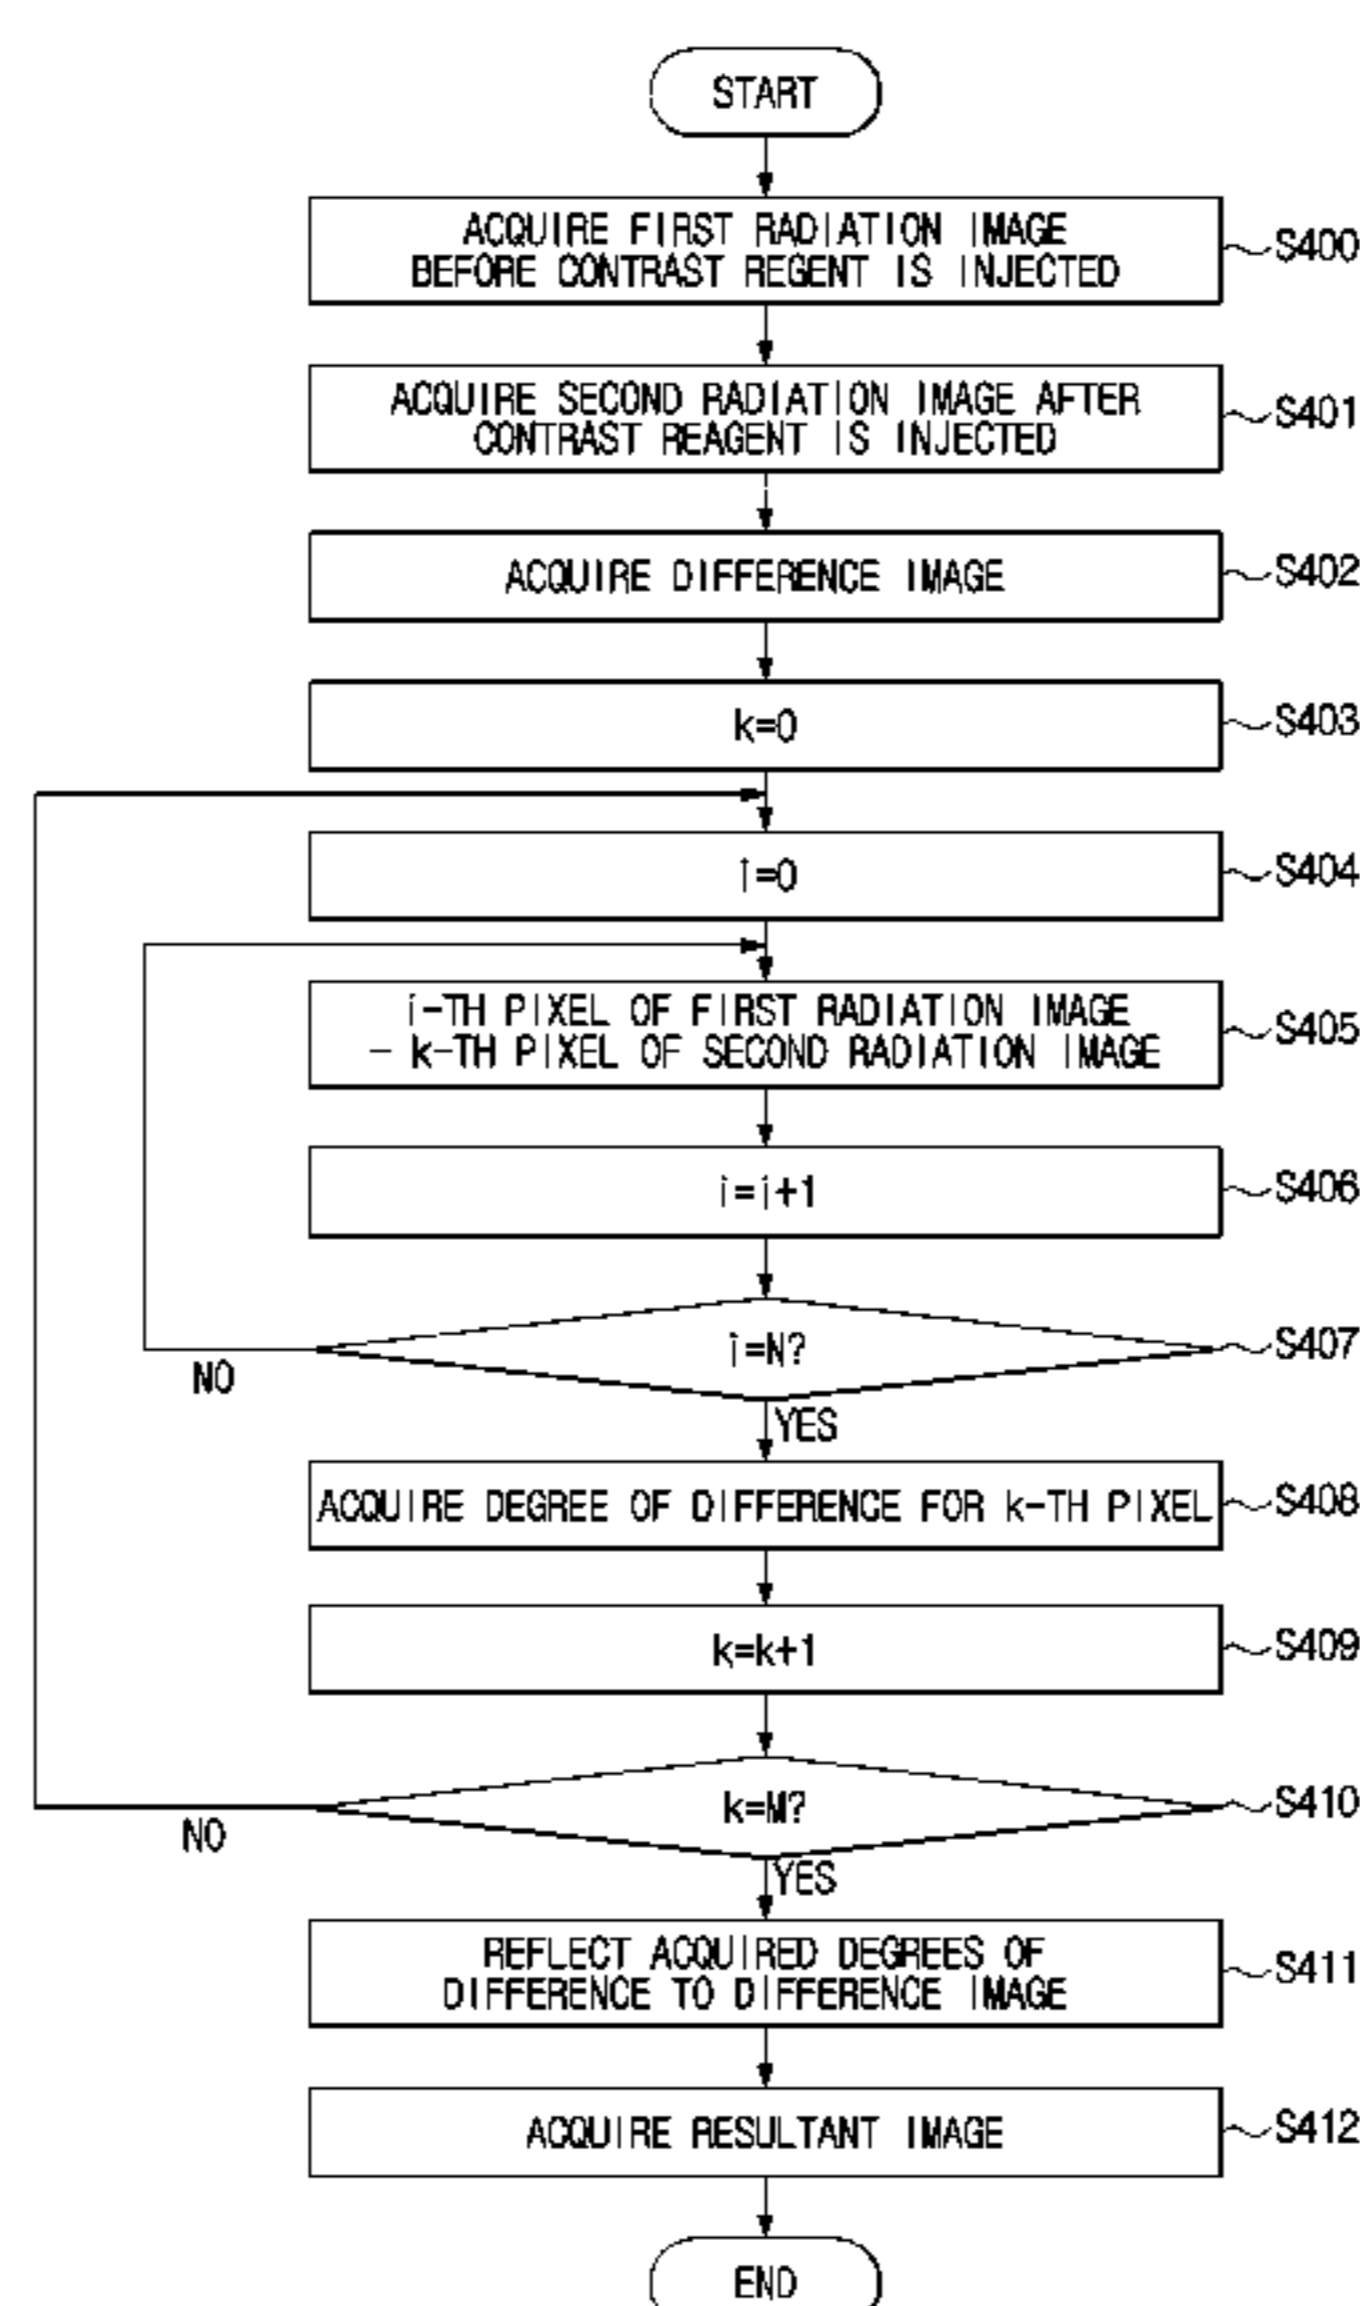 START
ACQUIRE FIRST RADIATION IMAGE
BEFORE CONTRAST REGENT IS INJECTED
S400
ACQUIRE SECOND RADIATION IMAGE AFTER
CONTRAST REAGENT IS INJECTED
S401
ACQUIRE DIFFERENCE IMAGE
S402
k=0
S403
i=0
S404
i-TH PIXEL OF FIRST RADIATION IMAGE
- k-TH PIXEL OF SECOND RADIATION IMAGE
S405
i=i+1
S406
i=N?
S407
NO
YES
ACQUIRE DEGREE OF DIFFERENCE FOR k-TH PIXEL
S408
k=k+1
S409
k=M?
S410
NO
YES
REFLECT ACQUIRED DEGREES OF
DIFFERENCE TO DIFFERENCE IMAGE
S411
ACQUIRE RESULTANT IMAGE
S412
END